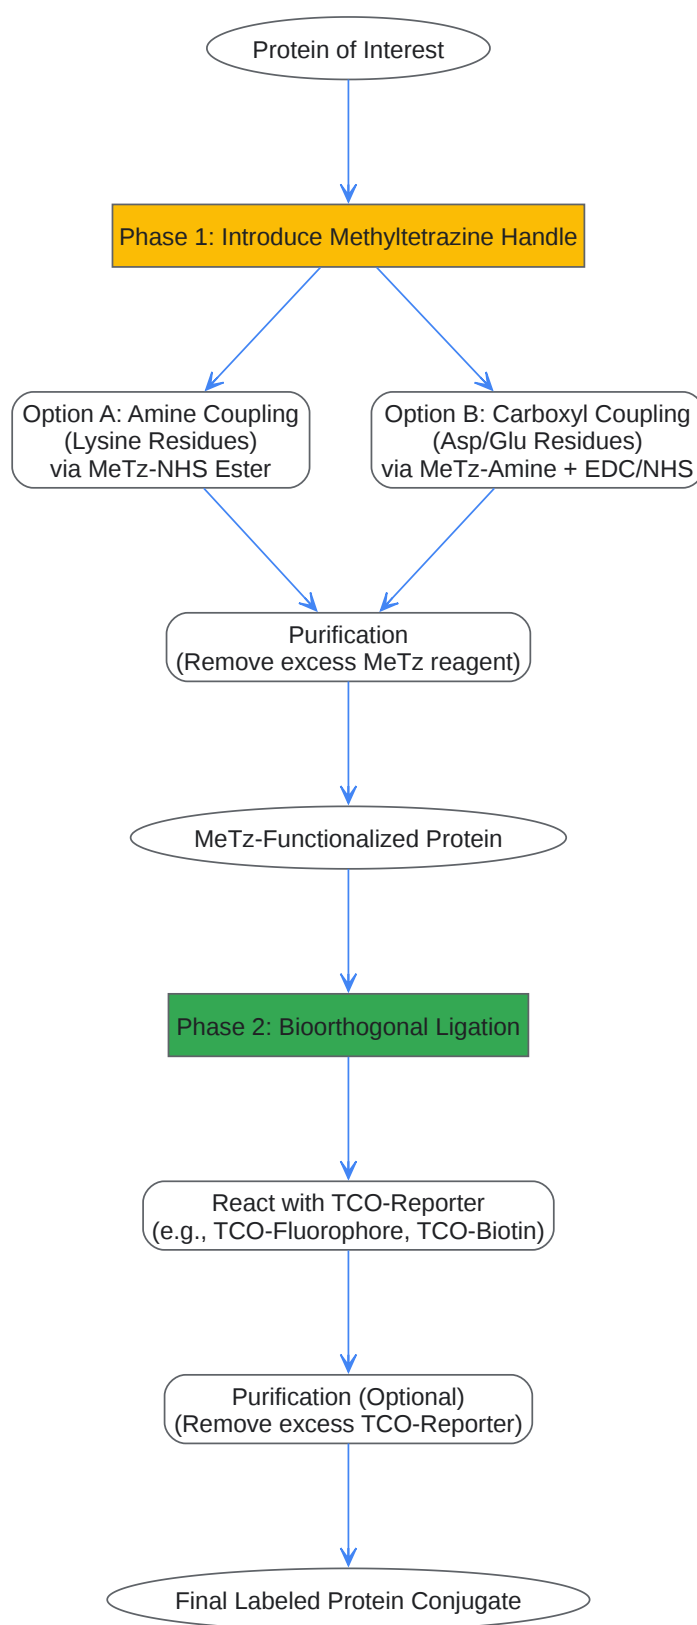 Protein of Interest
Phase 1: Introduce Methyltetrazine Handle
Option A: Amine Coupling
(Lysine Residues)
via MeTz-NHS Ester
Option B: Carboxyl Coupling
(Asp/Glu Residues)
via MeTz-Amine + EDC/NHS
Purification
(Remove excess MeTz reagent)
MeTz-Functionalized Protein
Phase 2: Bioorthogonal Ligation
React with TCO-Reporter
(e.g., TCO-Fluorophore, TCO-Biotin)
Purification (Optional)
(Remove excess TCO-Reporter)
Final Labeled Protein Conjugate